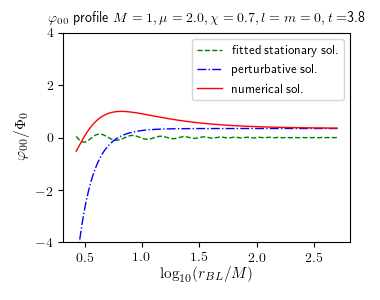 φ₀₀ profile M = 1, μ = 2.0, χ = 0.7, l = m = 0, t =3.8
φ₀₀/Φ₀
4
2
0
−2
−4
fitted stationary sol.
perturbative sol.
numerical sol.
0.5 1.0 1.5 2.0 2.5
log₁₀(r_BL/M)